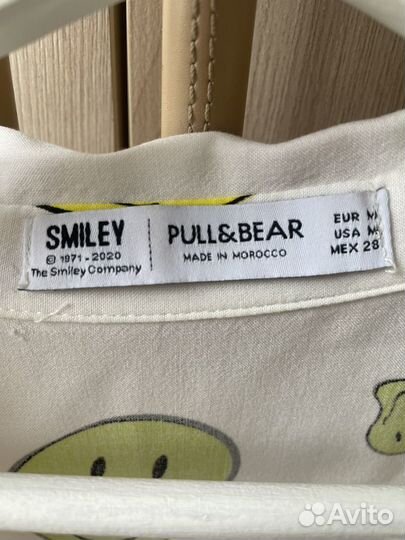 SMILEY
© 1971 - 2020
The Smiley Company
PULL&BEAR
MADE IN MOROCCO
EUR M
USA M
MEX 28
Avito